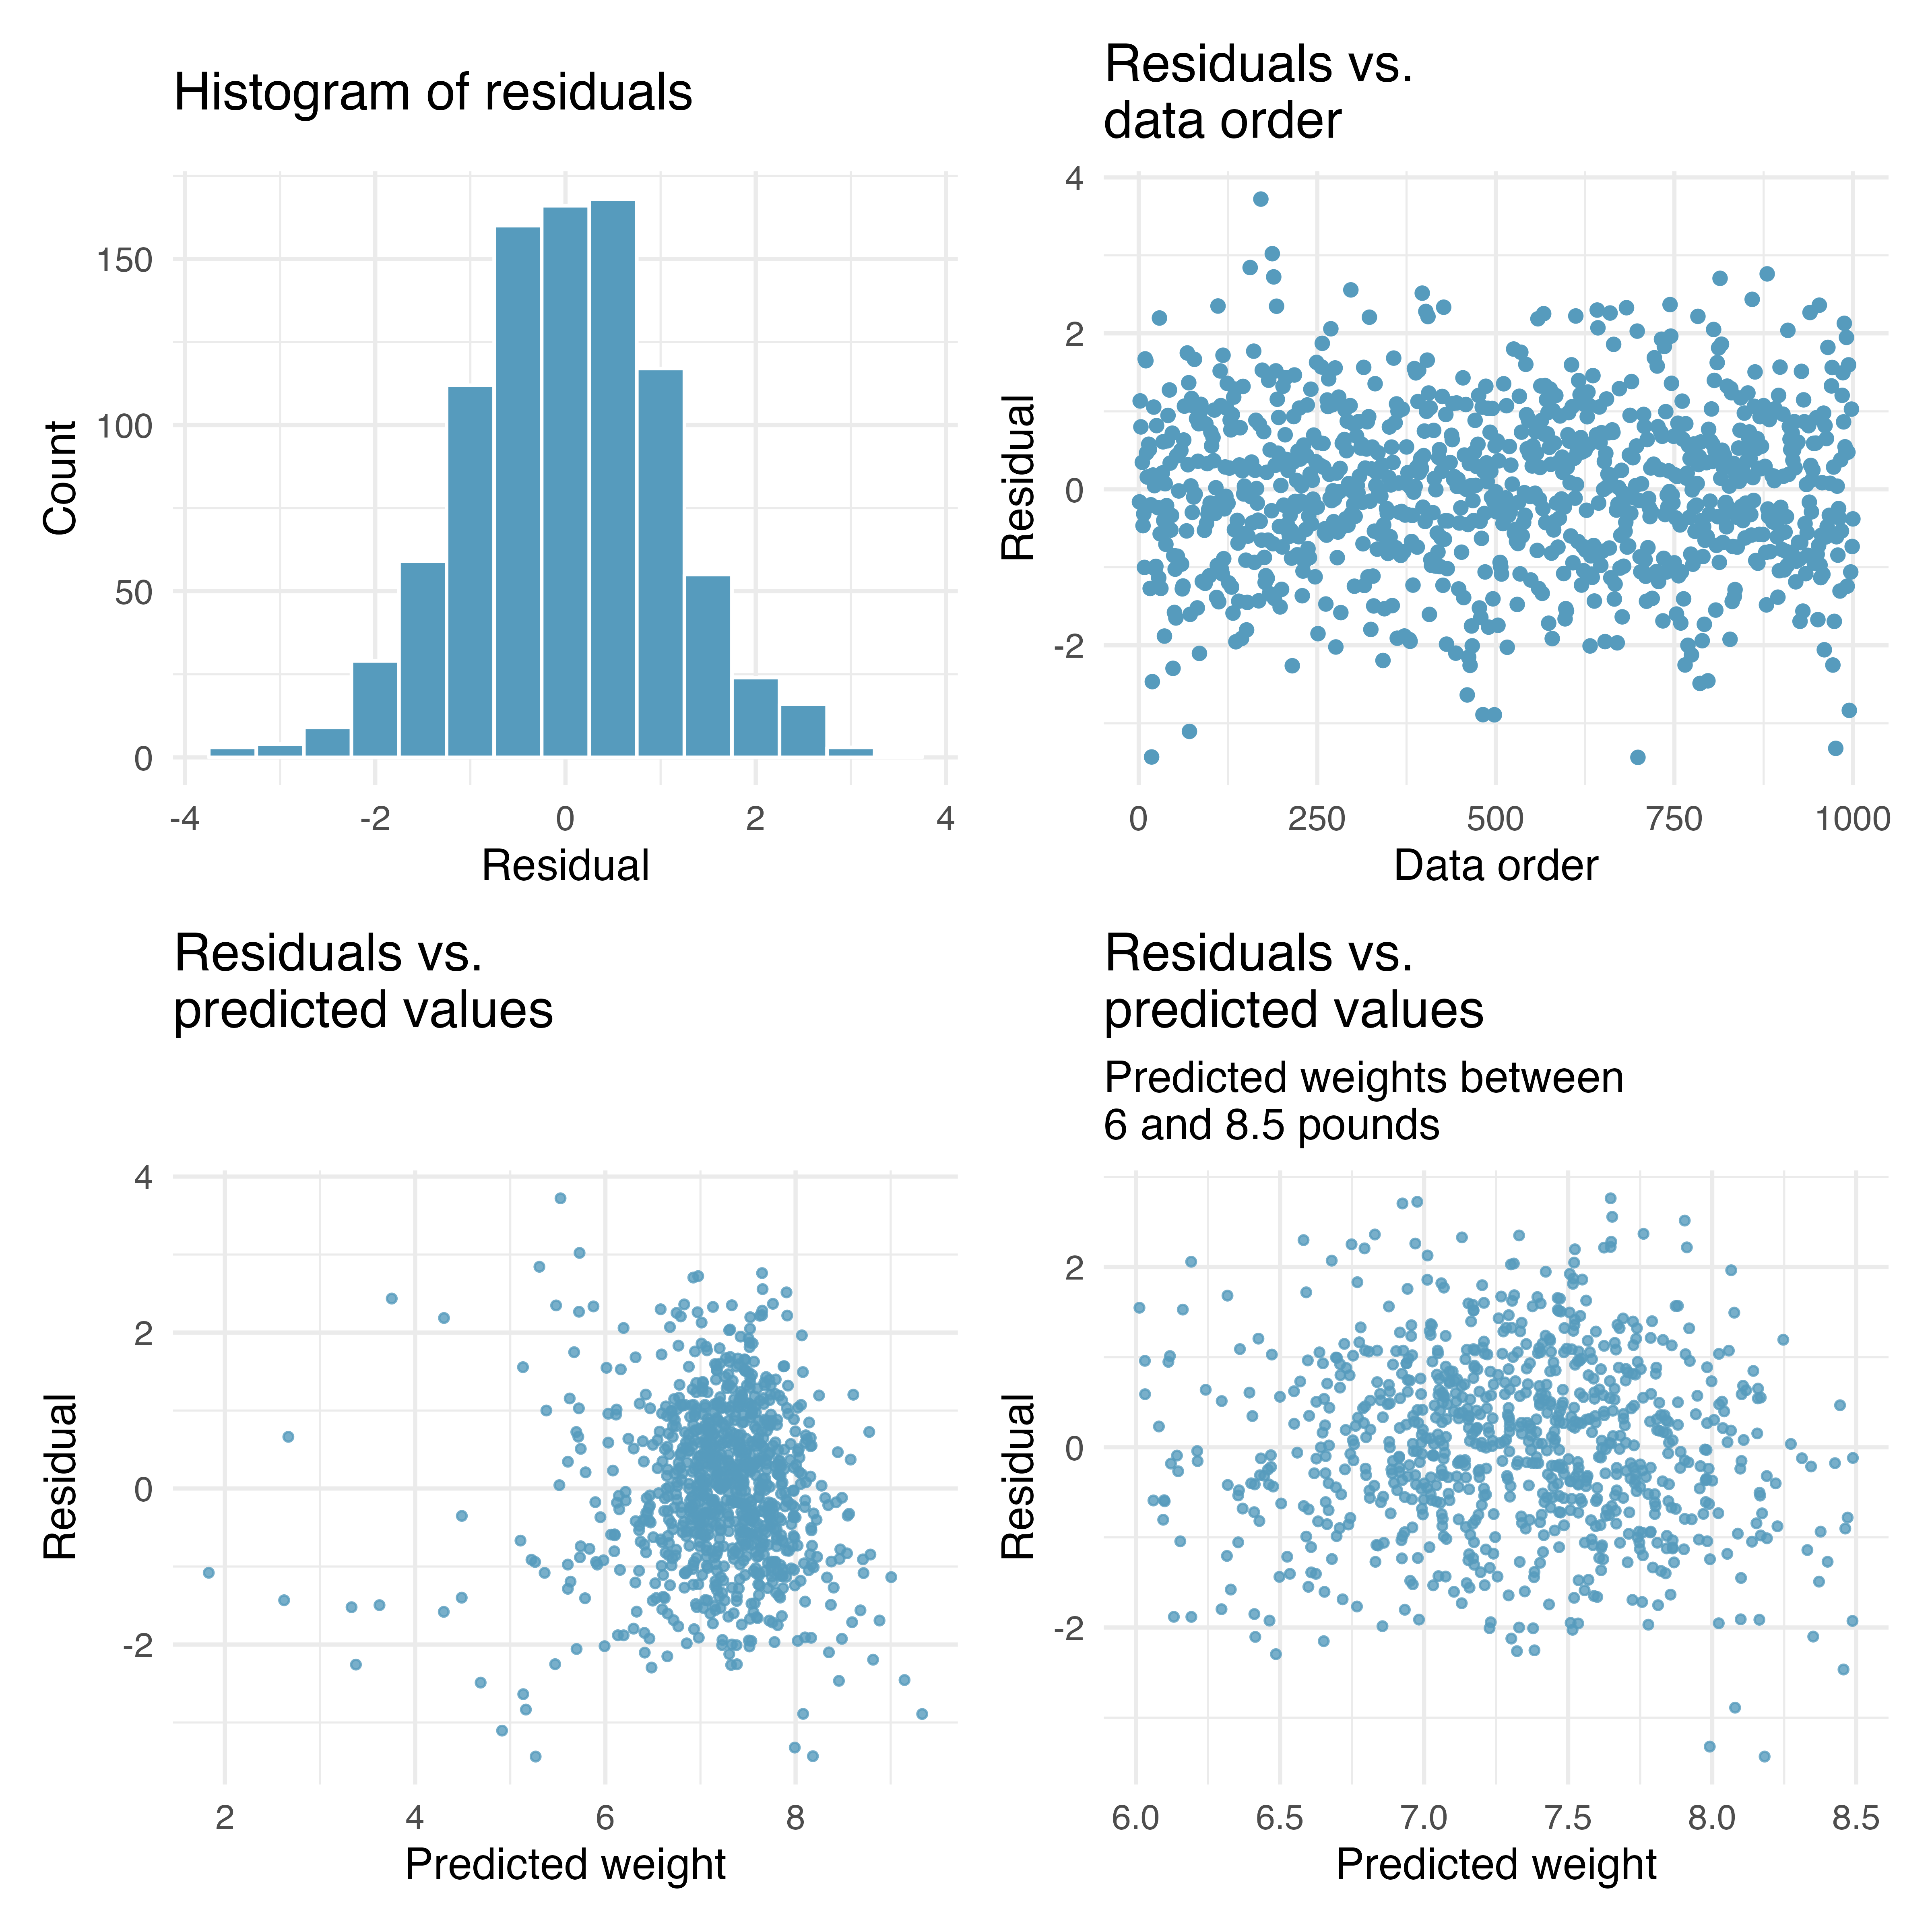 Histogram of residuals
150
100
50
0
Count
-4 -2 0 2 4
Residual
Residuals vs.
data order
4
2
0
-2
Residual
0 250 500 750 1000
Data order
Residuals vs.
predicted values
4
2
0
-2
Residual
2 4 6 8
Predicted weight
Residuals vs.
predicted values
Predicted weights between
6 and 8.5 pounds
2
0
-2
Residual
6.0 6.5 7.0 7.5 8.0 8.5
Predicted weight